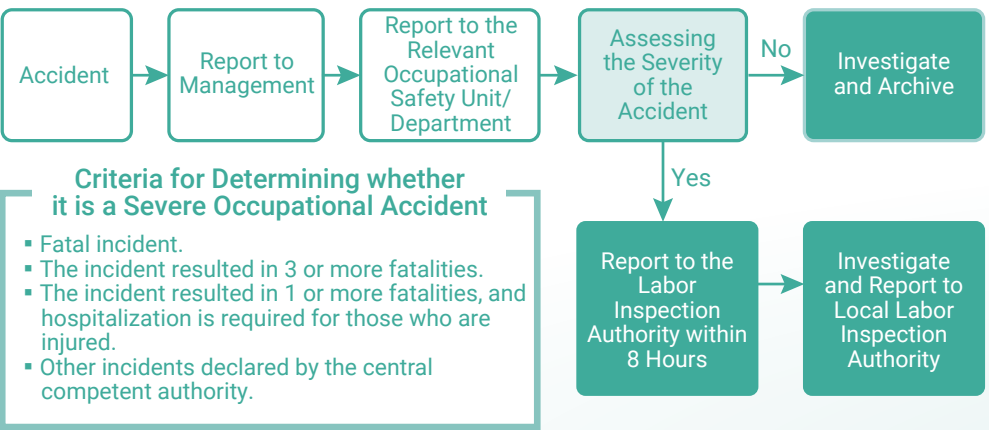 Accident
Report to
Management
Report to the
Relevant
Occupational
Safety Unit/
Department
Assessing
the Severity
of the
Accident
No
Investigate
and Archive
Yes
Report to the
Labor
Inspection
Authority within
8 Hours
Investigate
and Report to
Local Labor
Inspection
Authority
Criteria for Determining whether
it is a Severe Occupational Accident
▪ Fatal incident.
▪ The incident resulted in 3 or more fatalities.
▪ The incident resulted in 1 or more fatalities, and
hospitalization is required for those who are
injured.
▪ Other incidents declared by the central
competent authority.